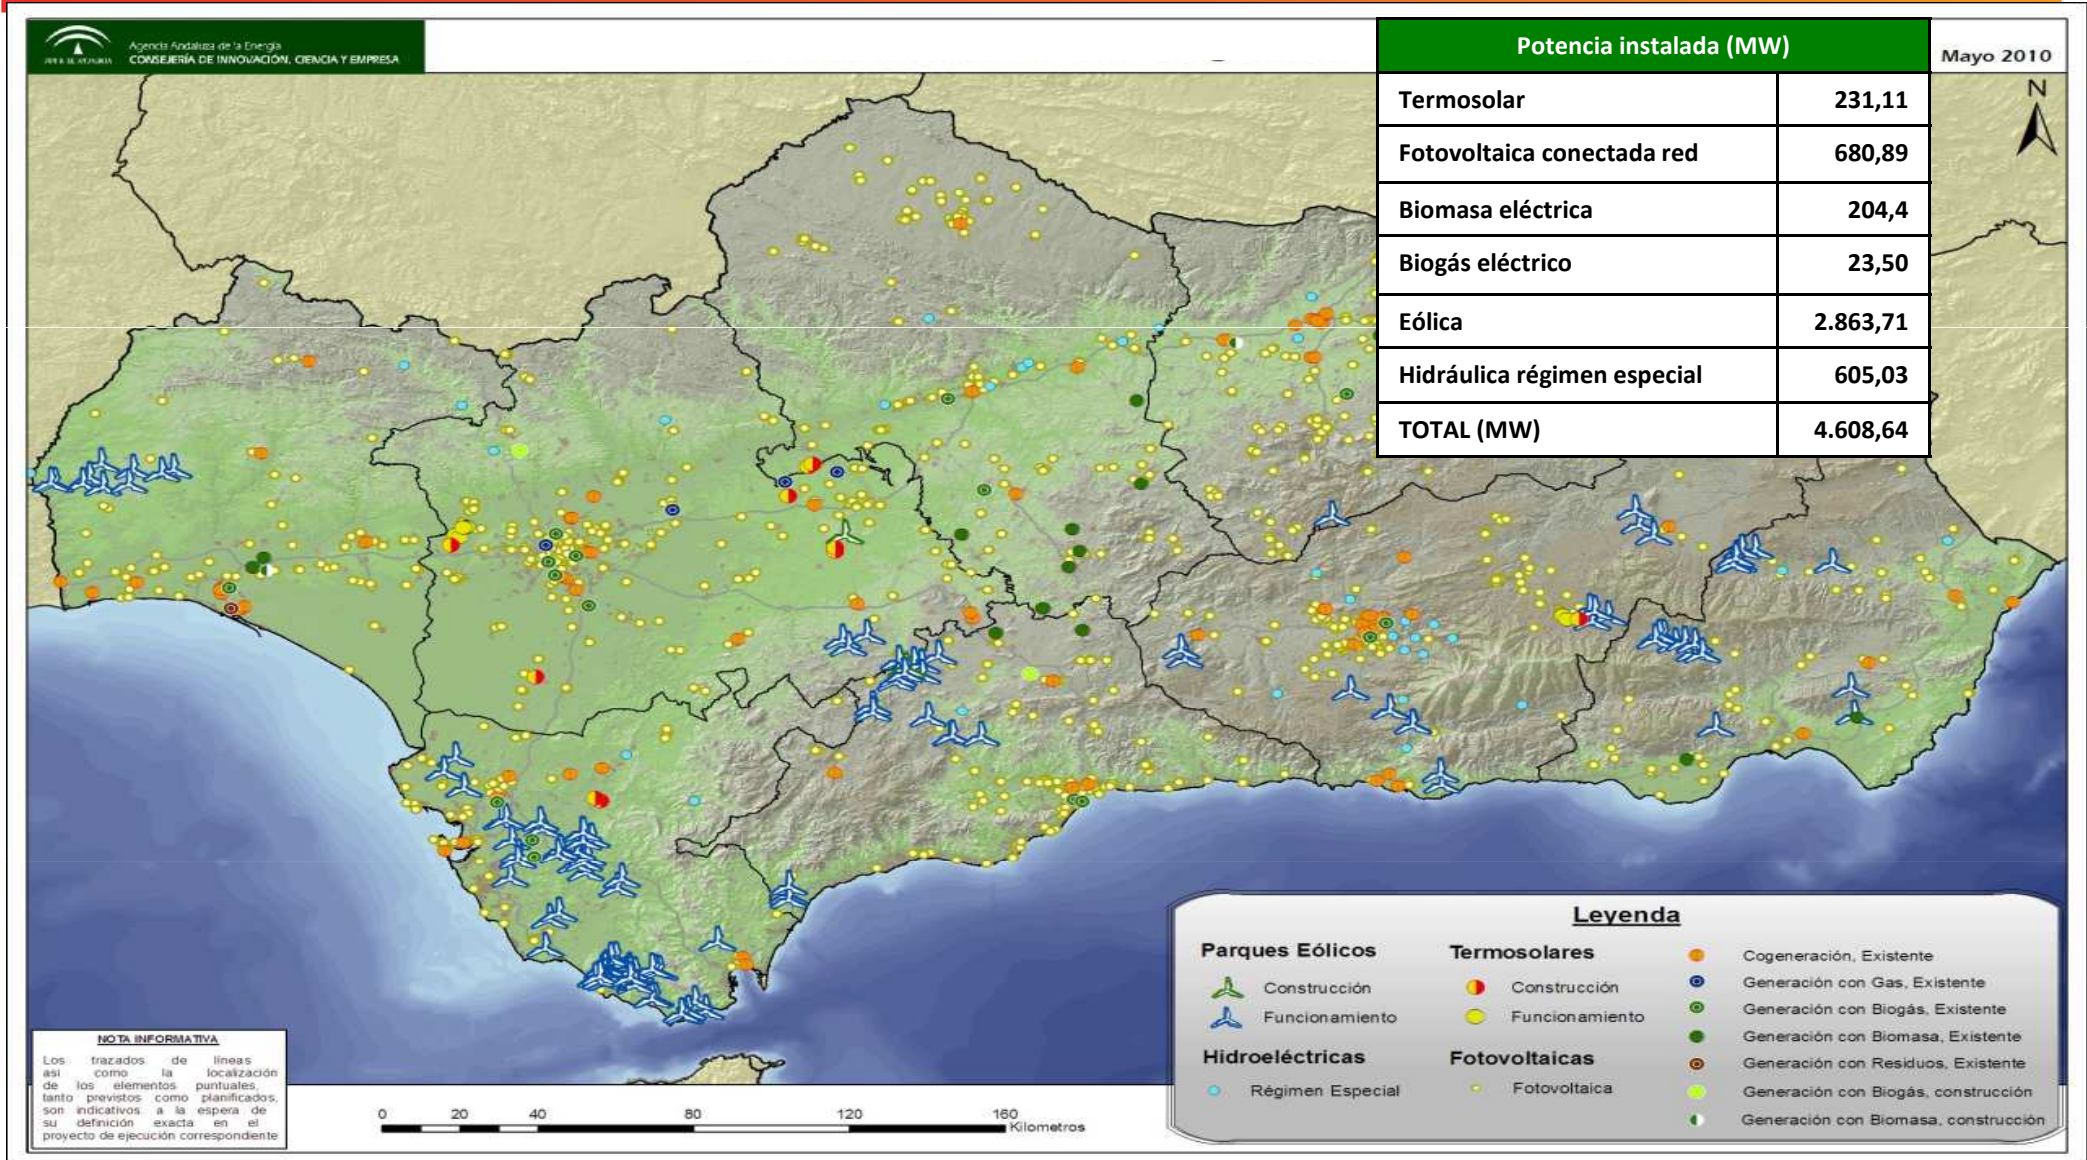 Agencia Andaluza de la Energía
CONSEJERÍA DE INNOVACIÓN, CIENCIA Y EMPRESA
Potencia instalada (MW)
Mayo 2010
N
Termosolar 231,11
Fotovoltaica conectada red 680,89
Biomasa eléctrica 204,4
Biogás eléctrico 23,50
Eólica 2.863,71
Hidráulica régimen especial 605,03
TOTAL (MW) 4.608,64
Leyenda
Parques Eólicos
Construcción
Funcionamiento
Hidroeléctricas
Régimen Especial
Termosolares
Construcción
Funcionamiento
Fotovoltaicas
Fotovoltaica
Cogeneración, Existente
Generación con Gas, Existente
Generación con Biogás, Existente
Generación con Biomasa, Existente
Generación con Residuos, Existente
Generación con Biogás, construcción
Generación con Biomasa, construcción
NOTA INFORMATIVA
Los trazados de líneas
asi como la localización
de los elementos puntuales,
tanto previstos como planificados,
son indicativos a la espera de
su definición exacta en el
proyecto de ejecución correspondiente
0 20 40 80 120 160
Kilometros